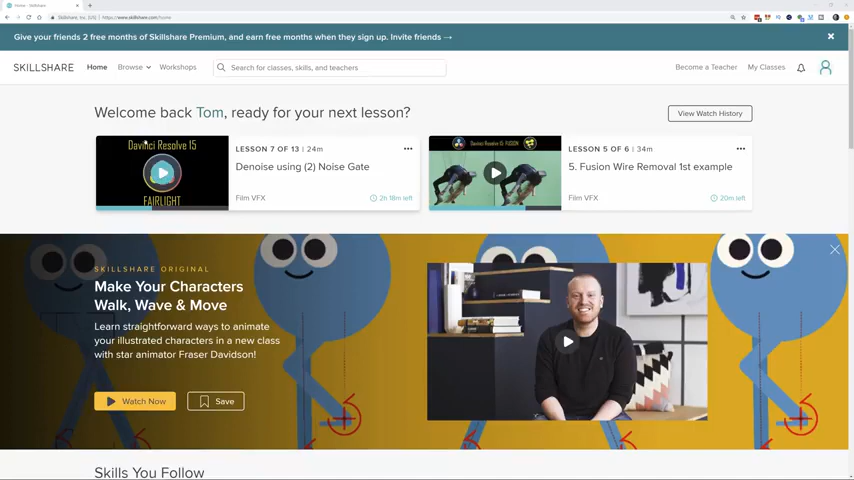 Home - Skillshare
Skillshare, Inc. [US] | https://www.skillshare.com/home
Give your friends 2 free months of Skillshare Premium, and earn free months when they sign up. Invite friends →
SKILLSHARE Home Browse Workshops Search for classes, skills, and teachers Become a Teacher My Classes
Welcome back Tom, ready for your next lesson? View Watch History
Davinci Resolve 15
FAIRLIGHT
LESSON 7 OF 13 | 24m
Denoise using (2) Noise Gate
Film VFX 2h 18m left
Davinci Resolve 15: FUSION
LESSON 5 OF 6 | 34m
5. Fusion Wire Removal 1st example
Film VFX 20m left
SKILLSHARE ORIGINAL
Make Your Characters
Walk, Wave & Move
Learn straightforward ways to animate
your illustrated characters in a new class
with star animator Fraser Davidson!
Watch Now Save
Skills You Follow